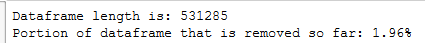 Dataframe length is: 531285
Portion of dataframe that is removed so far: 1.96%